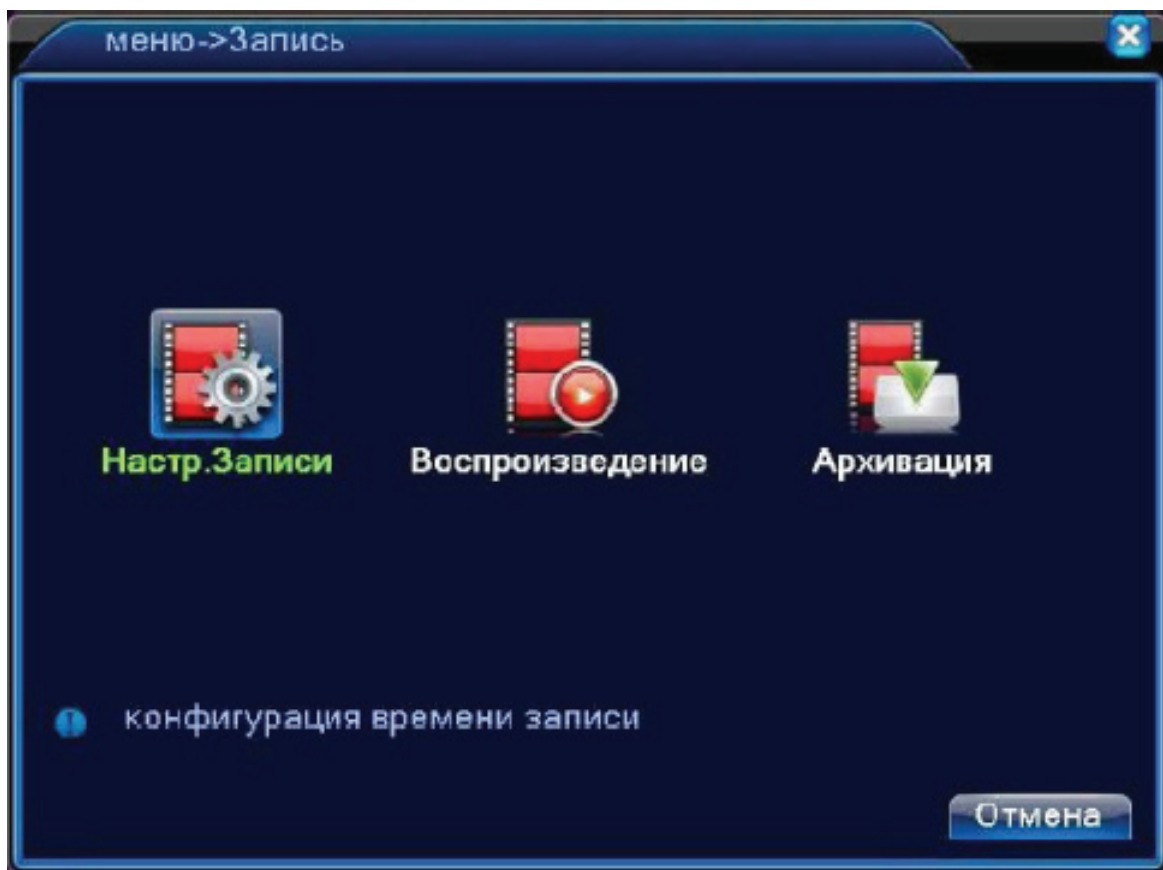 меню->Запись
Настр.Записи Воспроизведение Архивация
конфигурация времени записи
Отмена